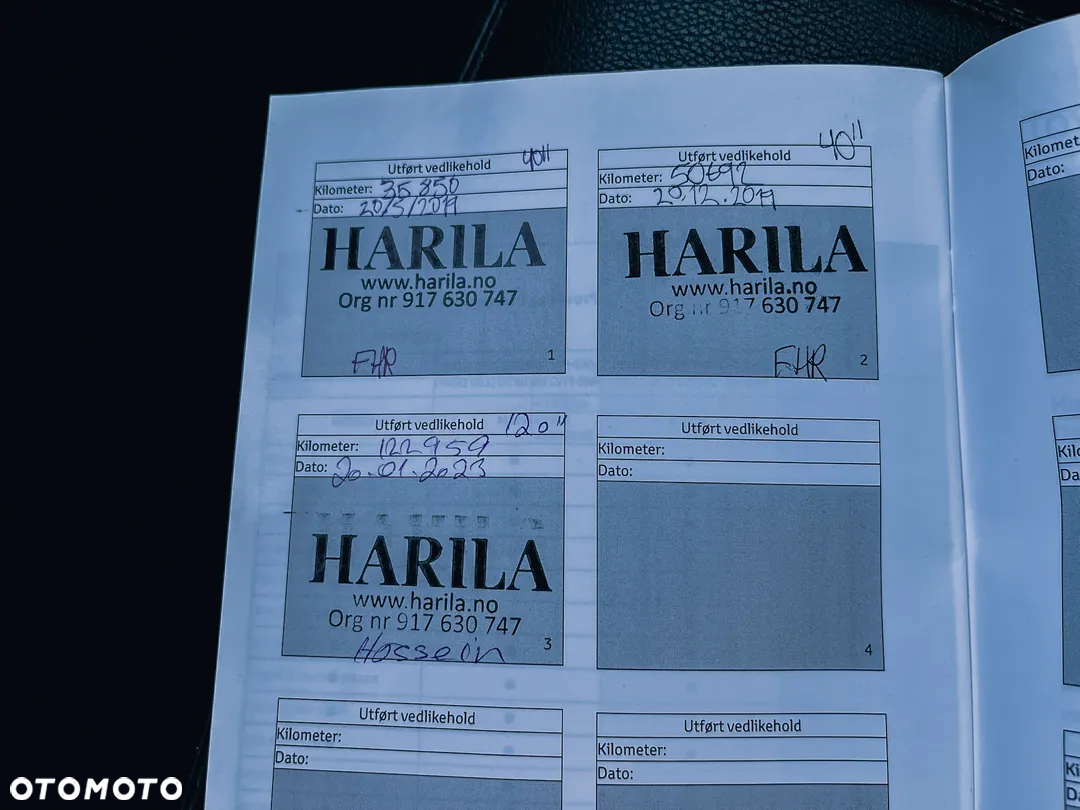 Utført vedlikehold 40"
Kilometer: 35.850
Dato: 20/5/2019
HARILA
www.harila.no
Org nr 917 630 747
FHR
1
Utført vedlikehold 40"
Kilometer: 50692
Dato: 20.12.2019
HARILA
www.harila.no
Org nr 917 630 747
FHR
2
Utført vedlikehold 120"
Kilometer: 122959
Dato: 20.01.2023
HARILA
www.harila.no
Org nr 917 630 747
Hossein
3
Utført vedlikehold
Kilometer:
Dato:
4
Utført vedlikehold
Kilometer:
Dato:
Utført vedlikehold
Kilometer:
Dato:
Kilomet
Dato:
Kilo
Da
Ki
D
OTOMOTO